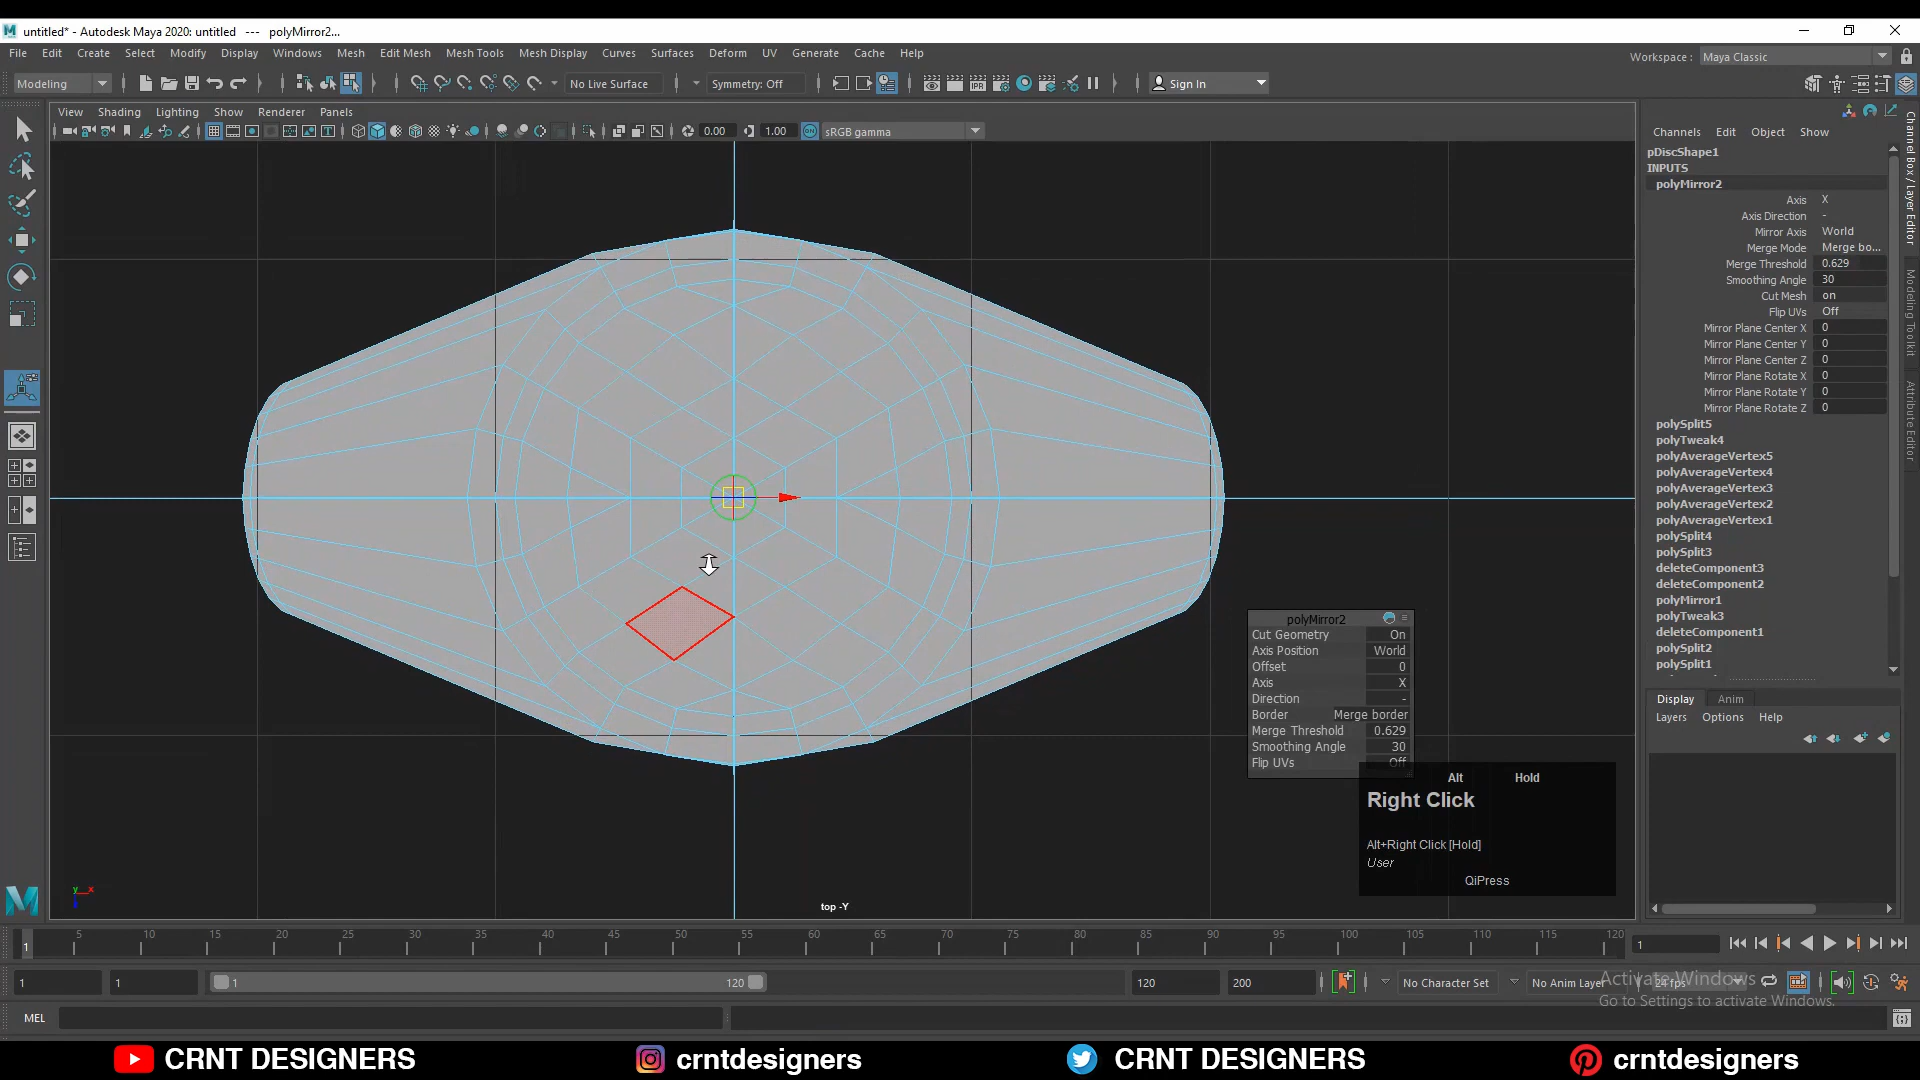 untitled* - Autodesk Maya 2020: untitled --- polyMirror2...
File Edit Create Select Modify Display Windows Mesh Edit Mesh Mesh Tools Mesh Display Curves Surfaces Deform UV Generate Cache Help
Workspace : Maya Classic
Modeling No Live Surface Symmetry: Off IPR Sign In
View Shading Lighting Show Renderer Panels
0.00 1.00 ON sRGB gamma
Channels Edit Object Show
pDiscShape1
INPUTS
polyMirror2
Axis X
Axis Direction -
Mirror Axis World
Merge Mode Merge bo...
Merge Threshold 0.629
Smoothing Angle 30
Cut Mesh on
Flip UVs Off
Mirror Plane Center X 0
Mirror Plane Center Y 0
Mirror Plane Center Z 0
Mirror Plane Rotate X 0
Mirror Plane Rotate Y 0
Mirror Plane Rotate Z 0
polySplit5
polyTweak4
polyAverageVertex5
polyAverageVertex4
polyAverageVertex3
polyAverageVertex2
polyAverageVertex1
polySplit4
polySplit3
deleteComponent3
deleteComponent2
polyMirror1
polyTweak3
deleteComponent1
polySplit2
polySplit1
Channel Box / Layer Editor
Modeling Toolkit
Attribute Editor
polyMirror2
Cut Geometry On
Axis Position World
Offset 0
Axis X
Direction -
Border Merge border
Merge Threshold 0.629
Smoothing Angle 30
Flip UVs Off
Alt Hold
Right Click
Alt+Right Click [Hold]
User
QiPress
Display Anim
Layers Options Help
y x
top -Y
1 5 10 15 20 25 30 35 40 45 50 55 60 65 70 75 80 85 90 95 100 105 110 115 120 1
1 1 1 120 120 200 No Character Set No Anim Layer 24 fps
Activate Windows
Go to Settings to activate Windows.
MEL
CRNT DESIGNERS crntdesigners CRNT DESIGNERS crntdesigners